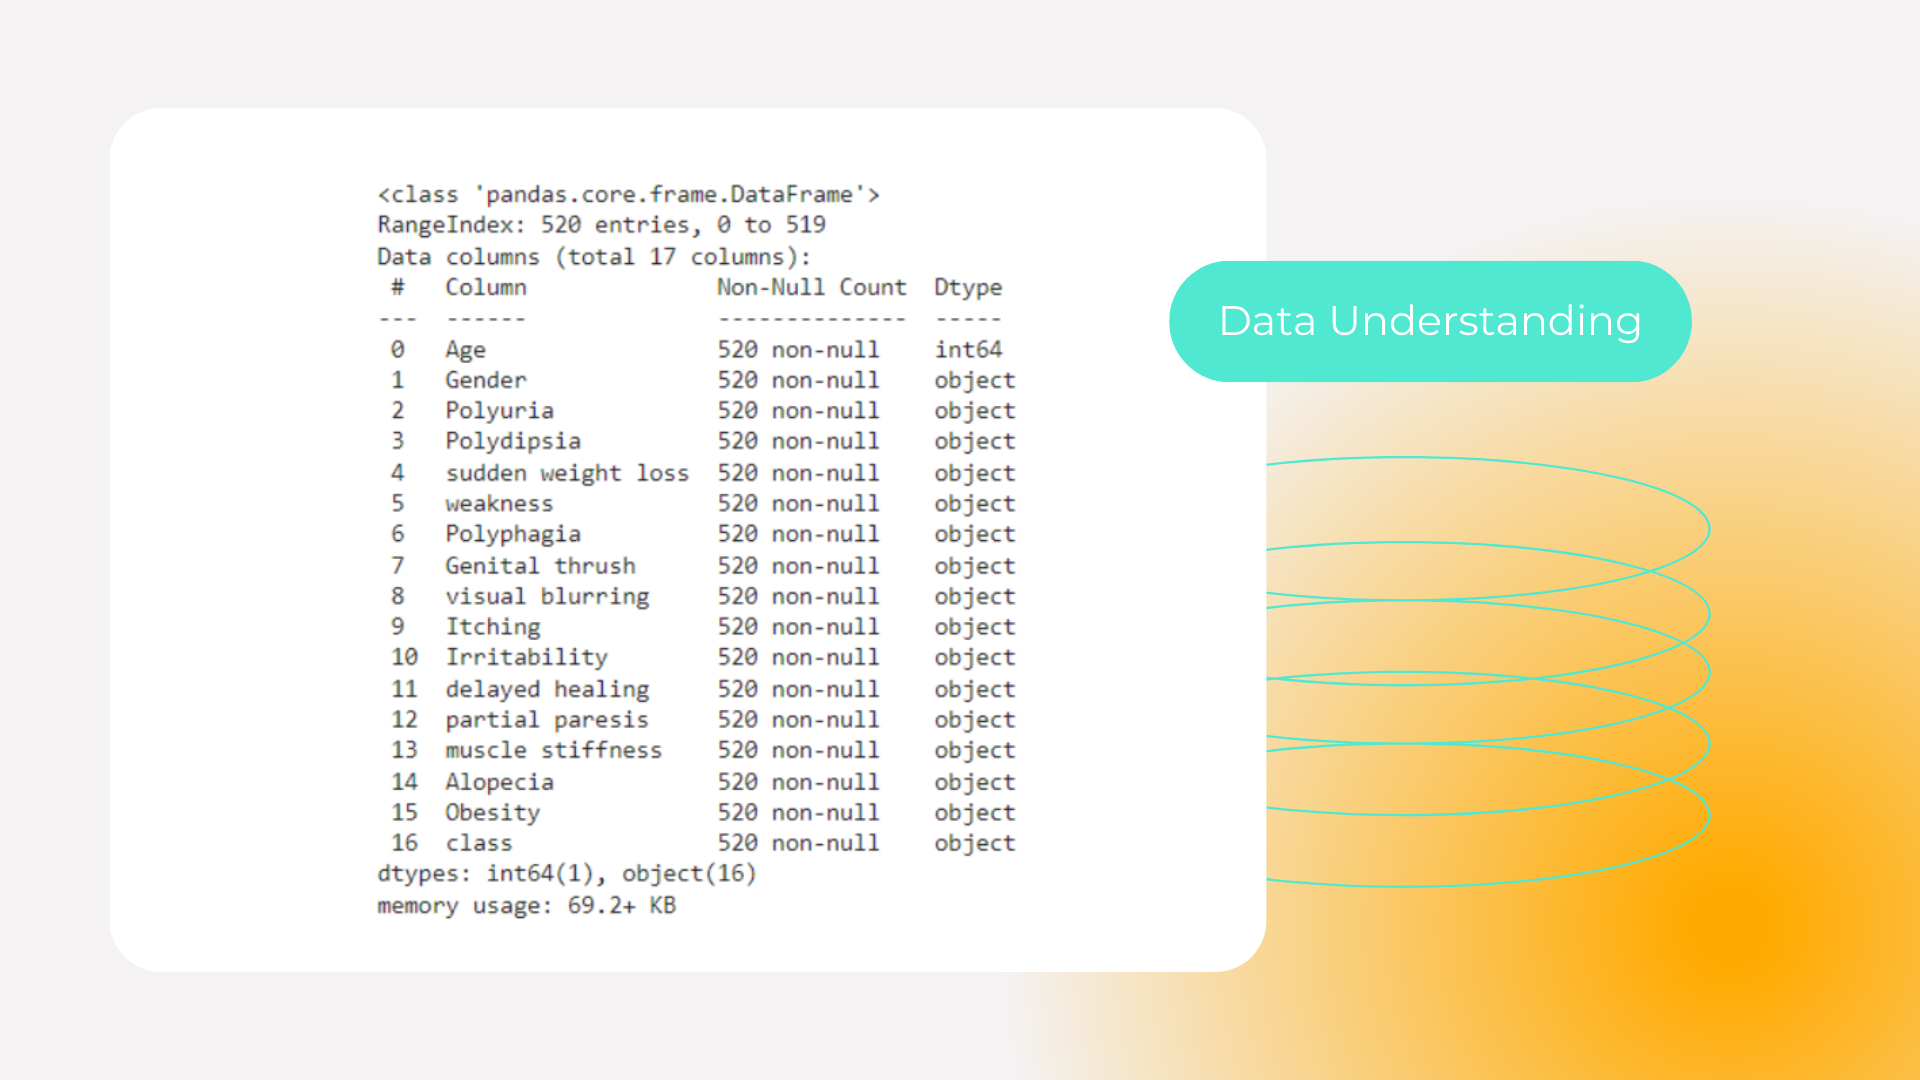 <class 'pandas.core.frame.DataFrame'>
RangeIndex: 520 entries, 0 to 519
Data columns (total 17 columns):
 #   Column               Non-Null Count  Dtype
---  ------               --------------  -----
 0   Age                  520 non-null    int64
 1   Gender               520 non-null    object
 2   Polyuria             520 non-null    object
 3   Polydipsia           520 non-null    object
 4   sudden weight loss   520 non-null    object
 5   weakness             520 non-null    object
 6   Polyphagia           520 non-null    object
 7   Genital thrush       520 non-null    object
 8   visual blurring      520 non-null    object
 9   Itching              520 non-null    object
 10  Irritability         520 non-null    object
 11  delayed healing      520 non-null    object
 12  partial paresis      520 non-null    object
 13  muscle stiffness     520 non-null    object
 14  Alopecia             520 non-null    object
 15  Obesity              520 non-null    object
 16  class                520 non-null    object
dtypes: int64(1), object(16)
memory usage: 69.2+ KB
Data Understanding